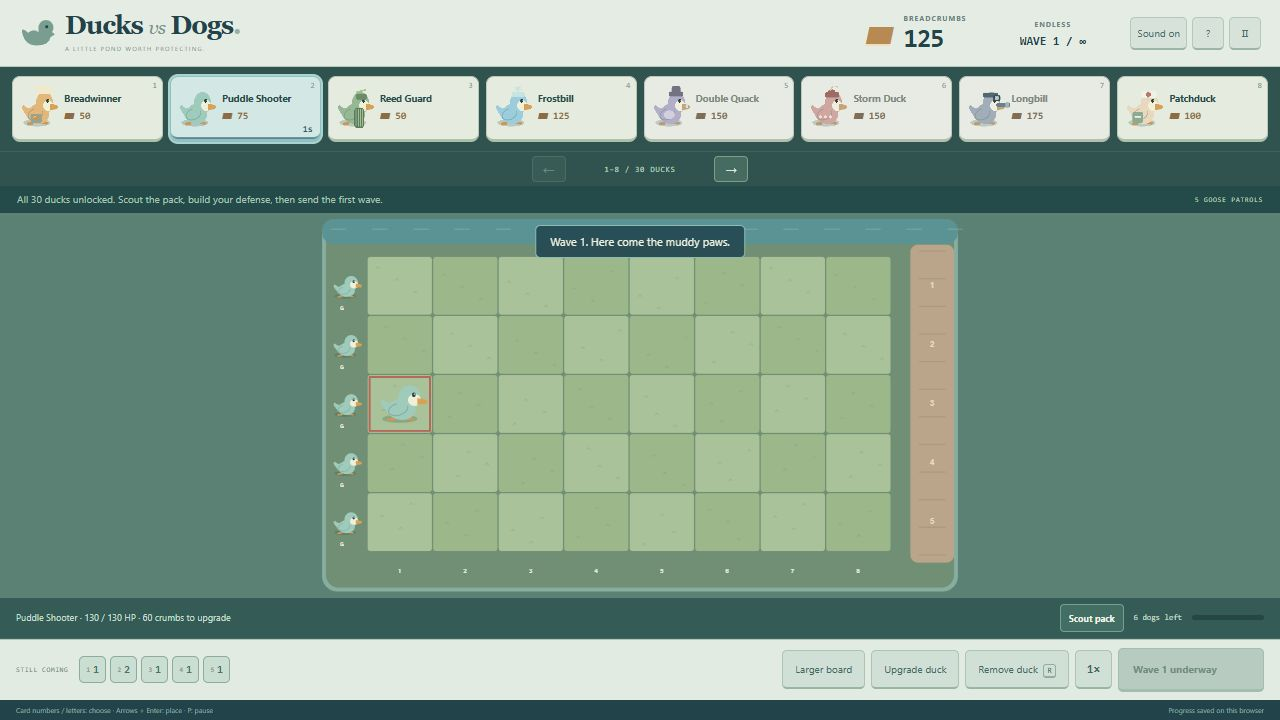 Ducks vs Dogs.
A LITTLE POND WORTH PROTECTING.
BREADCRUMBS
125
ENDLESS
WAVE 1 / ∞
Sound on
?
II
Breadwinner
50
1
Puddle Shooter
75
2
1s
Reed Guard
50
3
Frostbill
125
4
Double Quack
150
5
Storm Duck
150
6
Longbill
175
7
Patchduck
100
8
←
1–8 / 30 DUCKS
→
All 30 ducks unlocked. Scout the pack, build your defense, then send the first wave.
5 GOOSE PATROLS
Wave 1. Here come the muddy paws.
G
1
G
2
G
3
G
4
G
5
1 2 3 4 5 6 7 8
Puddle Shooter · 130 / 130 HP · 60 crumbs to upgrade
Scout pack
6 dogs left
STILL COMING
1 1
2 2
3 1
4 1
5 1
Larger board
Upgrade duck
Remove duck R
1×
Wave 1 underway
Card numbers / letters: choose · Arrows + Enter: place · P: pause
Progress saved on this browser